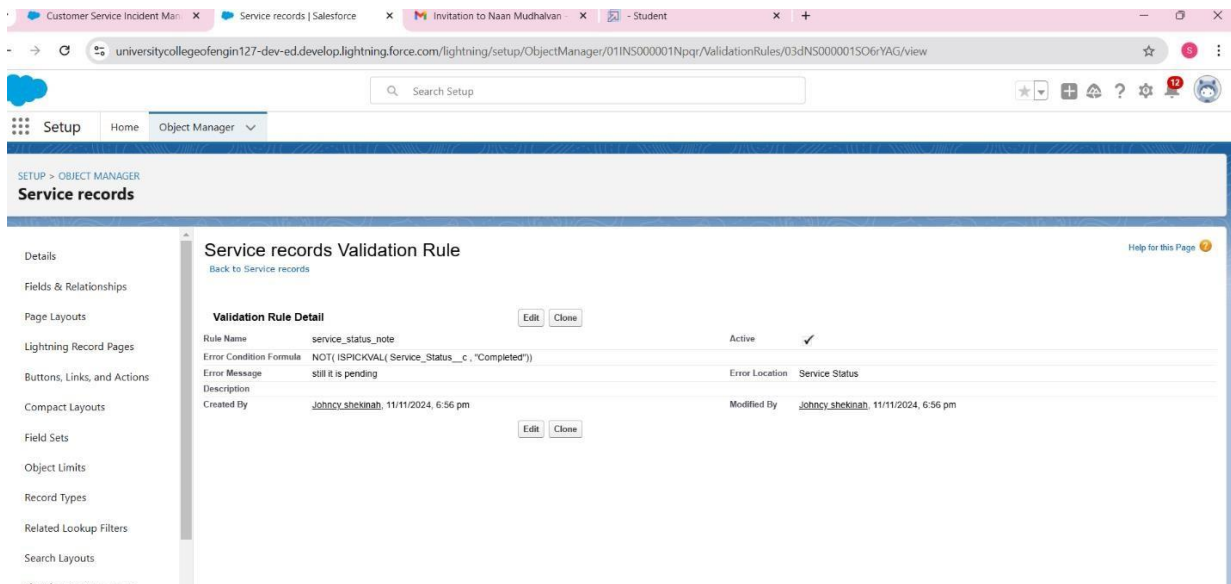 Customer Service Incident Man
Service records | Salesforce
Invitation to Naan Mudhalvan -
- Student
universitycollegeofengin127-dev-ed.develop.lightning.force.com/lightning/setup/ObjectManager/01INS000001Npqr/ValidationRules/03dNS000001SO6rYAG/view
S
Search Setup
12
Setup
Home
Object Manager
SETUP > OBJECT MANAGER
Service records
Details
Fields & Relationships
Page Layouts
Lightning Record Pages
Buttons, Links, and Actions
Compact Layouts
Field Sets
Object Limits
Record Types
Related Lookup Filters
Search Layouts
Service records Validation Rule
Help for this Page
Back to Service records
Validation Rule Detail
Edit Clone
Rule Name service_status_note Active ✓
Error Condition Formula NOT( ISPICKVAL( Service_Status__c , "Completed"))
Error Message still it is pending Error Location Service Status
Description
Created By Johncy shekinah, 11/11/2024, 6:56 pm Modified By Johncy shekinah, 11/11/2024, 6:56 pm
Edit Clone